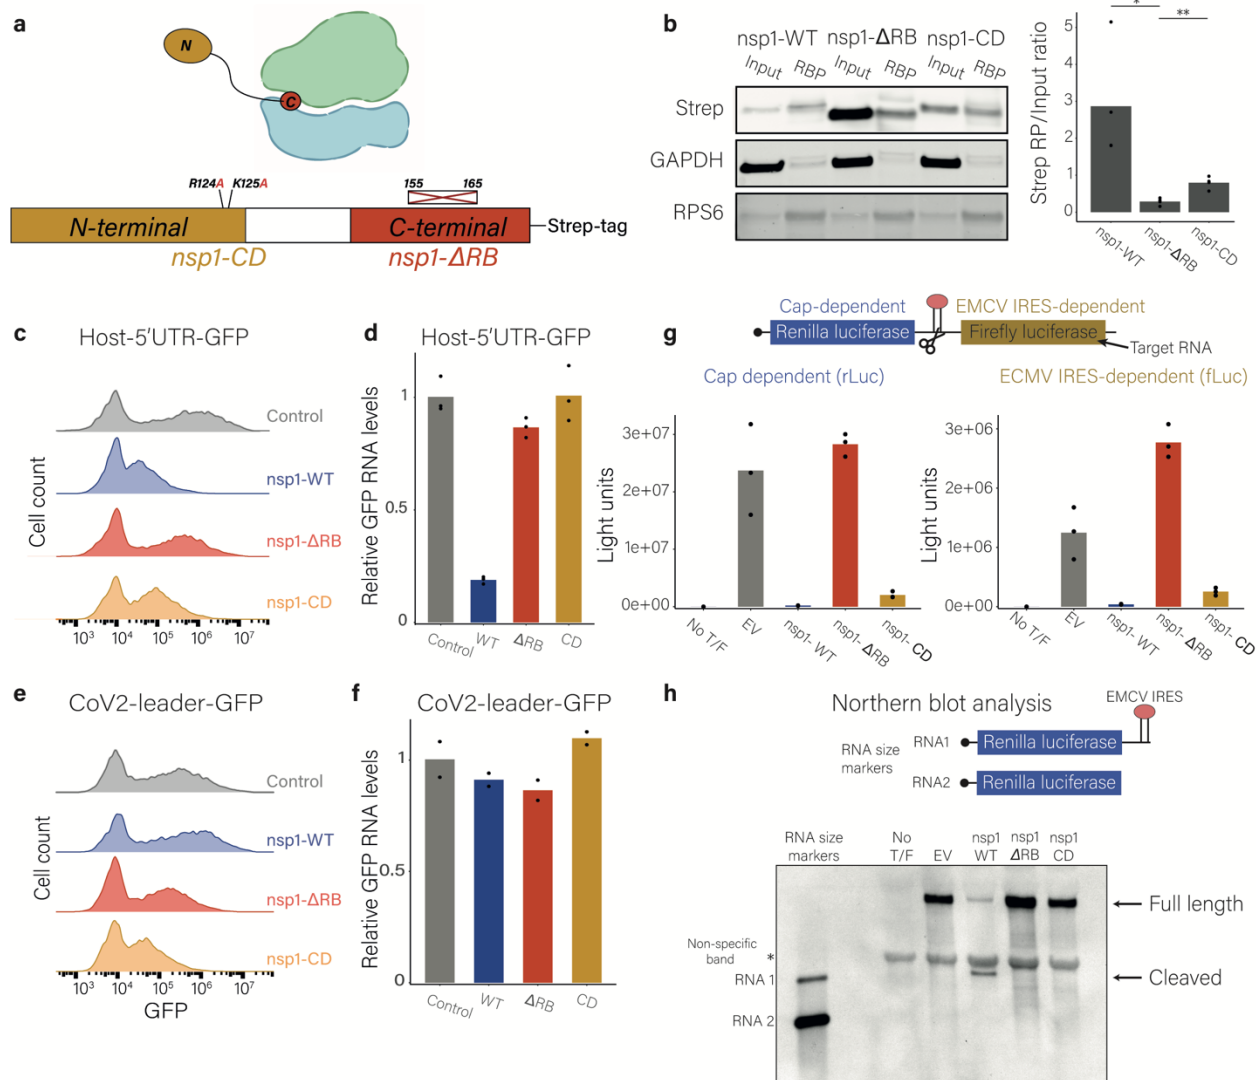 a
N
C
R124A K125A
155 165
N-terminal
C-terminal
Strep-tag
nsp1-CD
nsp1-ΔRB
b
nsp1-WT nsp1-ΔRB nsp1-CD
Input RBP Input RBP Input RBP
Strep
GAPDH
RPS6
Strep RP/Input ratio
5
4
3
2
1
0
* **
nsp1-WT
nsp1-ΔRB
nsp1-CD
c
Host-5′UTR-GFP
Cell count
Control
nsp1-WT
nsp1-ΔRB
nsp1-CD
10³ 10⁴ 10⁵ 10⁶ 10⁷
d
Host-5′UTR-GFP
Relative GFP RNA levels
1
0.5
0
Control WT ΔRB CD
e
CoV2-leader-GFP
Cell count
Control
nsp1-WT
nsp1-ΔRB
nsp1-CD
10³ 10⁴ 10⁵ 10⁶ 10⁷
GFP
f
CoV2-leader-GFP
Relative GFP RNA levels
1
0.5
0
Control WT ΔRB CD
g
Cap-dependent EMCV IRES-dependent
Renilla luciferase
Firefly luciferase
Target RNA
Cap dependent (rLuc)
Light units
3e+07
2e+07
1e+07
0e+00
No T/F EV nsp1- WT nsp1- ΔRB nsp1- CD
ECMV IRES-dependent (fLuc)
Light units
3e+06
2e+06
1e+06
0e+00
No T/F EV nsp1- WT nsp1- ΔRB nsp1- CD
h
Northern blot analysis
EMCV IRES
RNA size
markers
RNA1 Renilla luciferase
RNA2 Renilla luciferase
RNA size
markers
No
T/F
EV
nsp1
WT
nsp1
ΔRB
nsp1
CD
Full length
Non-specific
band
*
RNA 1
Cleaved
RNA 2